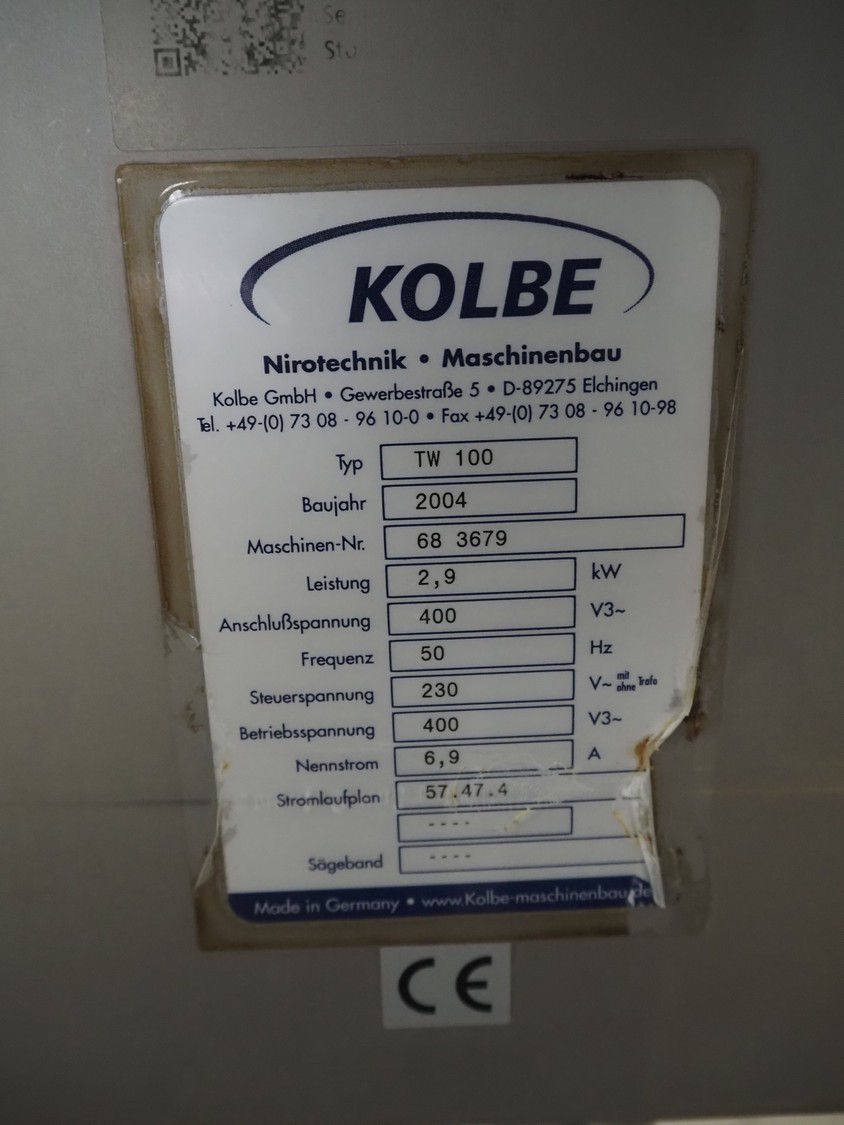 Se
KOLBE
Nirotechnik • Maschinenbau
Kolbe GmbH • Gewerbestraße 5 • D-89275 Elchingen
Tel. +49-(0) 73 08 - 96 10-0 • Fax +49-(0) 73 08 - 96 10-98
Typ TW 100
Baujahr 2004
Maschinen-Nr. 68 3679
Leistung 2,9 kW
Anschlußspannung 400 V3~
Frequenz 50 Hz
Steuerspannung 230 V~ mit ohne Trafo
Betriebsspannung 400 V3~
Nennstrom 6,9 A
Stromlaufplan 57.47.4
----
Sägeband ----
Made in Germany • www.Kolbe-maschinenbau.de
CE